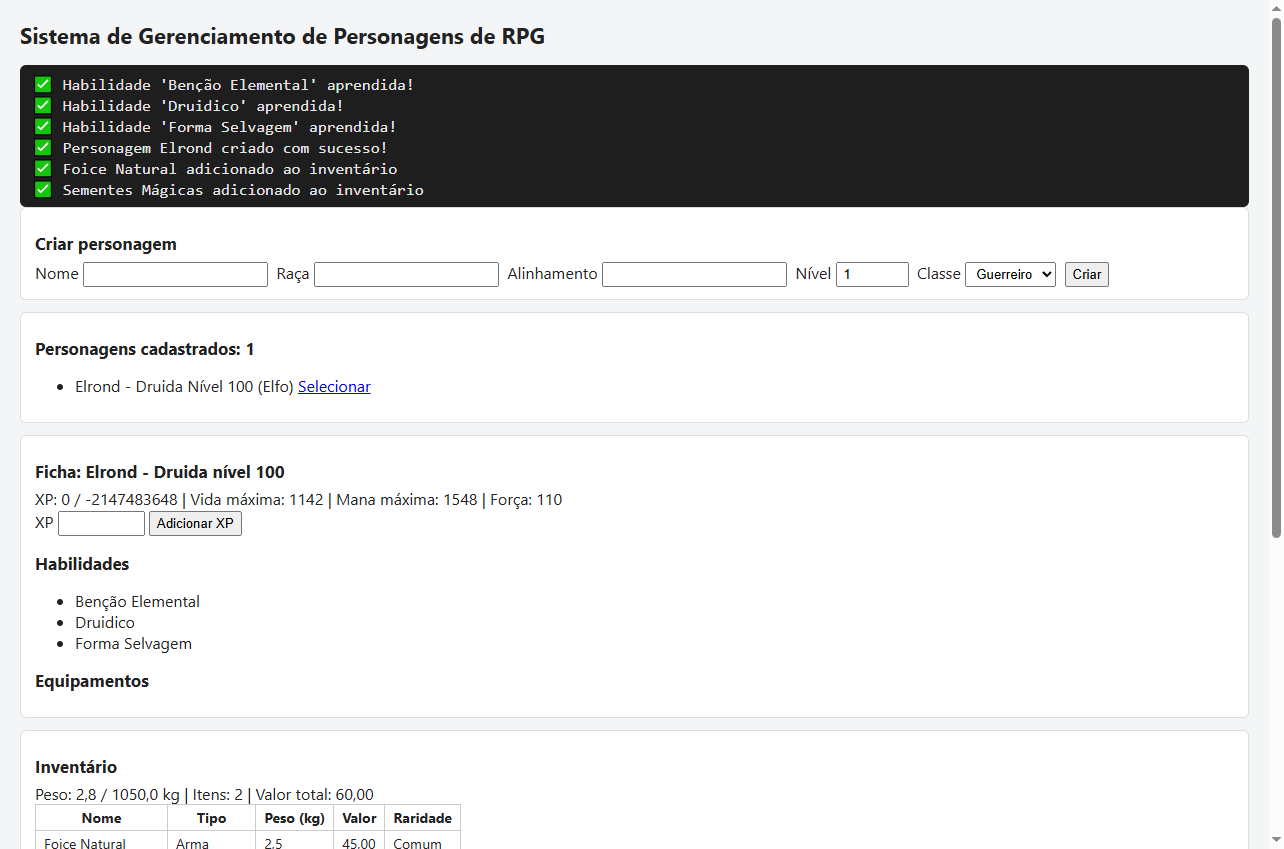 Sistema de Gerenciamento de Personagens de RPG
✅ Habilidade 'Benção Elemental' aprendida!
✅ Habilidade 'Druidico' aprendida!
✅ Habilidade 'Forma Selvagem' aprendida!
✅ Personagem Elrond criado com sucesso!
✅ Foice Natural adicionado ao inventário
✅ Sementes Mágicas adicionado ao inventário
Criar personagem
Nome Raça Alinhamento Nível 1 Classe Guerreiro Criar
Personagens cadastrados: 1
• Elrond - Druida Nível 100 (Elfo) Selecionar
Ficha: Elrond - Druida nível 100
XP: 0 / -2147483648 | Vida máxima: 1142 | Mana máxima: 1548 | Força: 110
XP Adicionar XP
Habilidades
• Benção Elemental
• Druidico
• Forma Selvagem
Equipamentos
Inventário
Peso: 2,8 / 1050,0 kg | Itens: 2 | Valor total: 60,00
Nome Tipo Peso (kg) Valor Raridade
Foice Natural Arma 2,5 45,00 Comum